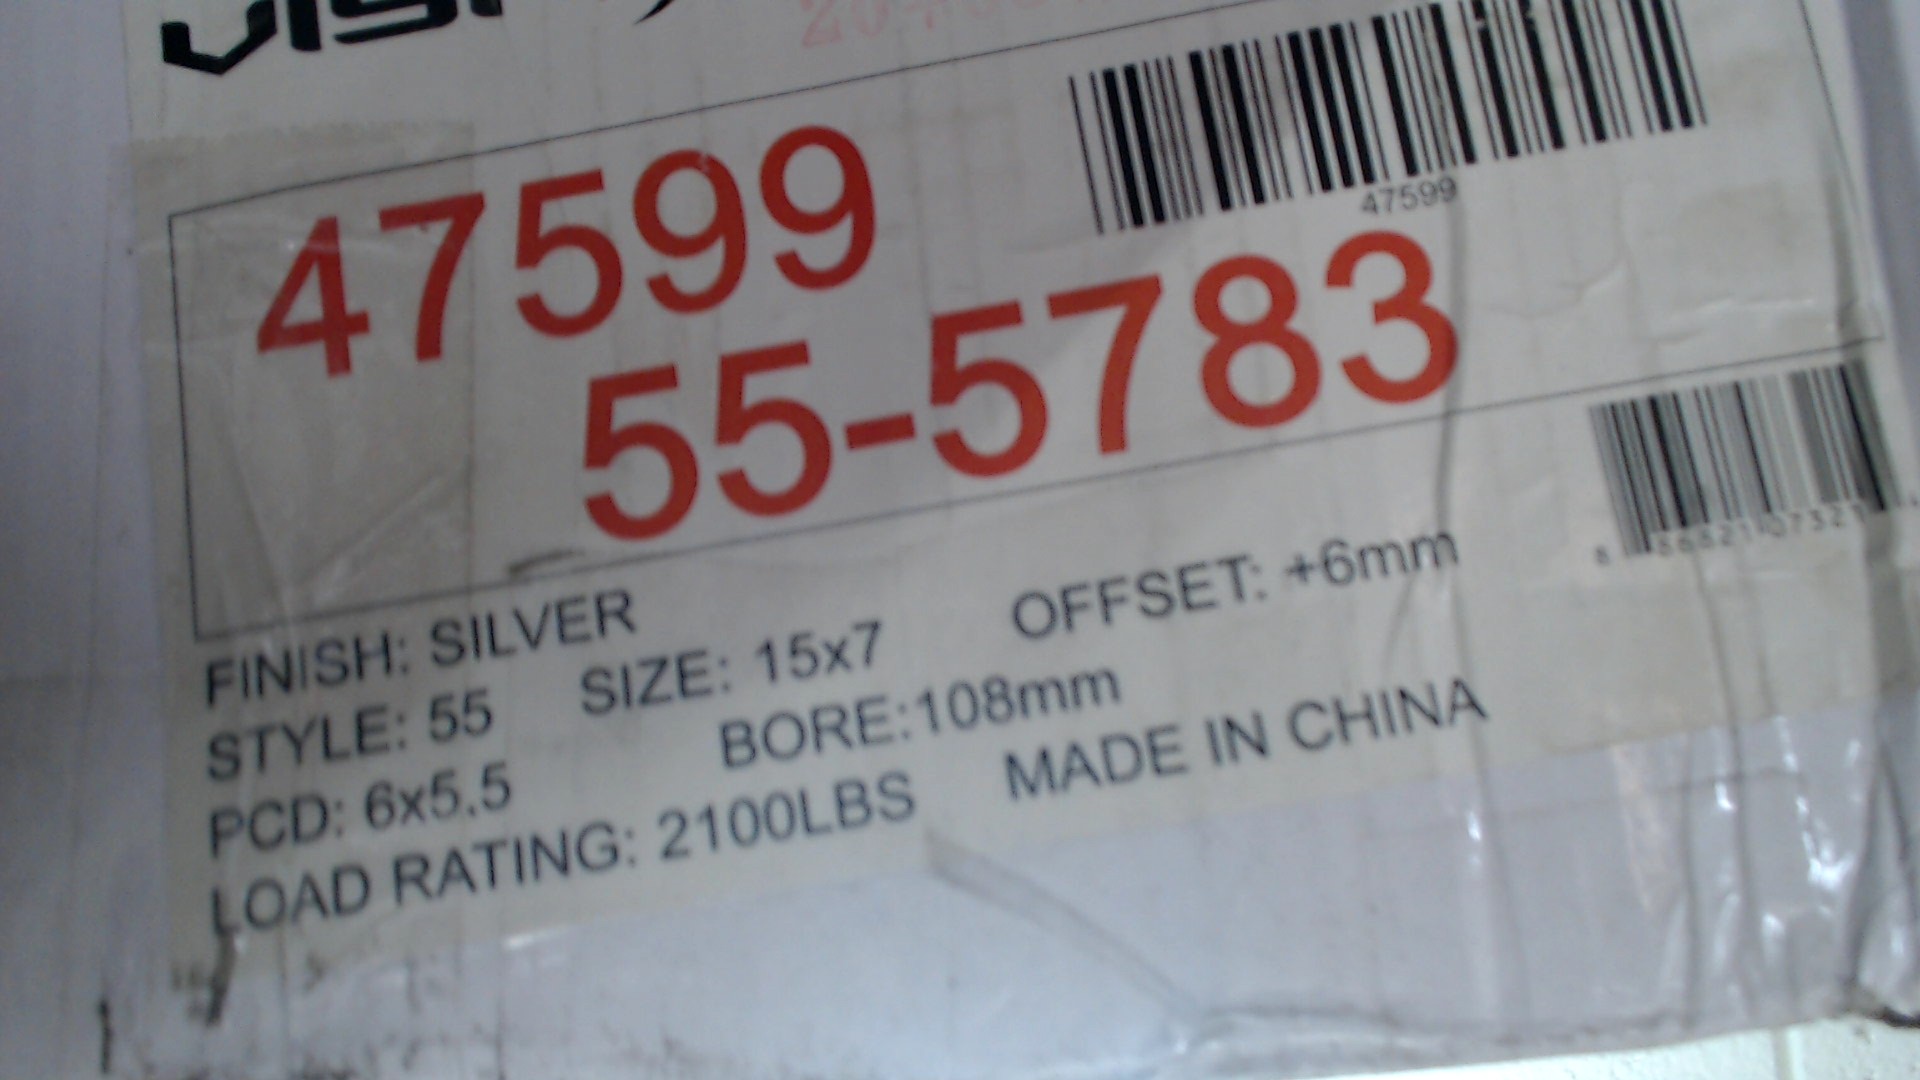 47599
47599
55-5783
FINISH: SILVER
STYLE: 55 SIZE: 15x7 OFFSET: +6mm
PCD: 6x5.5 BORE:108mm
LOAD RATING: 2100LBS MADE IN CHINA